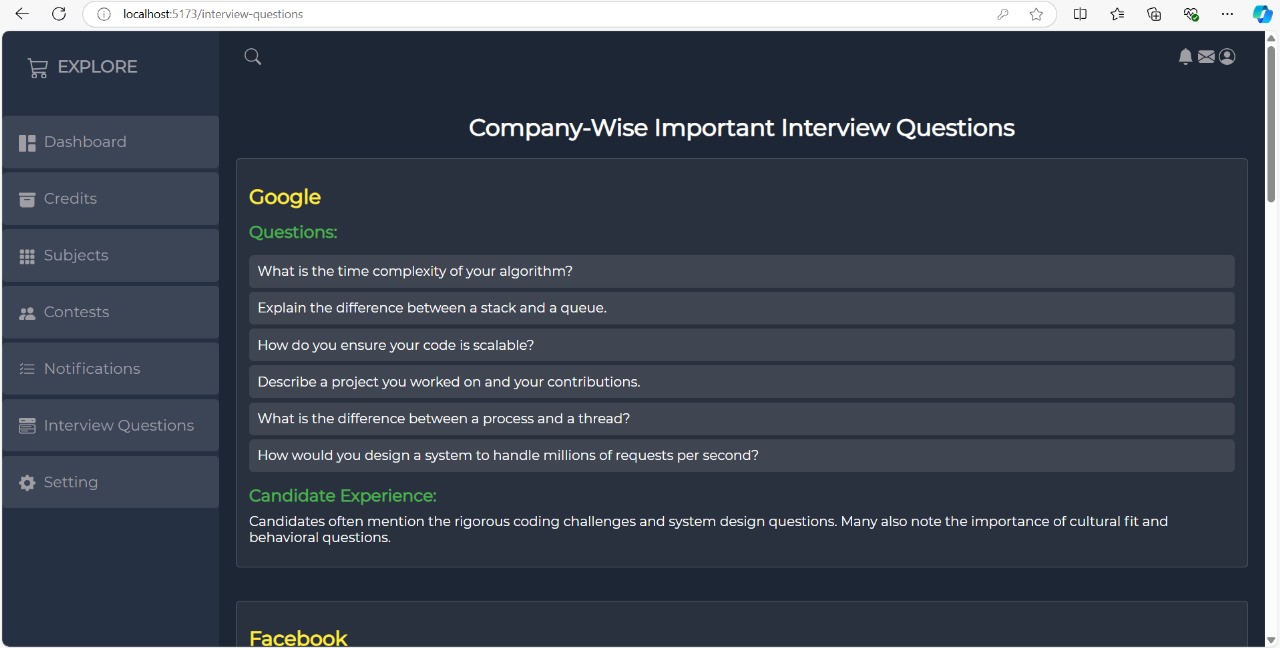 localhost:5173/interview-questions
EXPLORE
Dashboard
Credits
Subjects
Contests
Notifications
Interview Questions
Setting
Company-Wise Important Interview Questions
Google
Questions:
What is the time complexity of your algorithm?
Explain the difference between a stack and a queue.
How do you ensure your code is scalable?
Describe a project you worked on and your contributions.
What is the difference between a process and a thread?
How would you design a system to handle millions of requests per second?
Candidate Experience:
Candidates often mention the rigorous coding challenges and system design questions. Many also note the importance of cultural fit and
behavioral questions.
Facebook